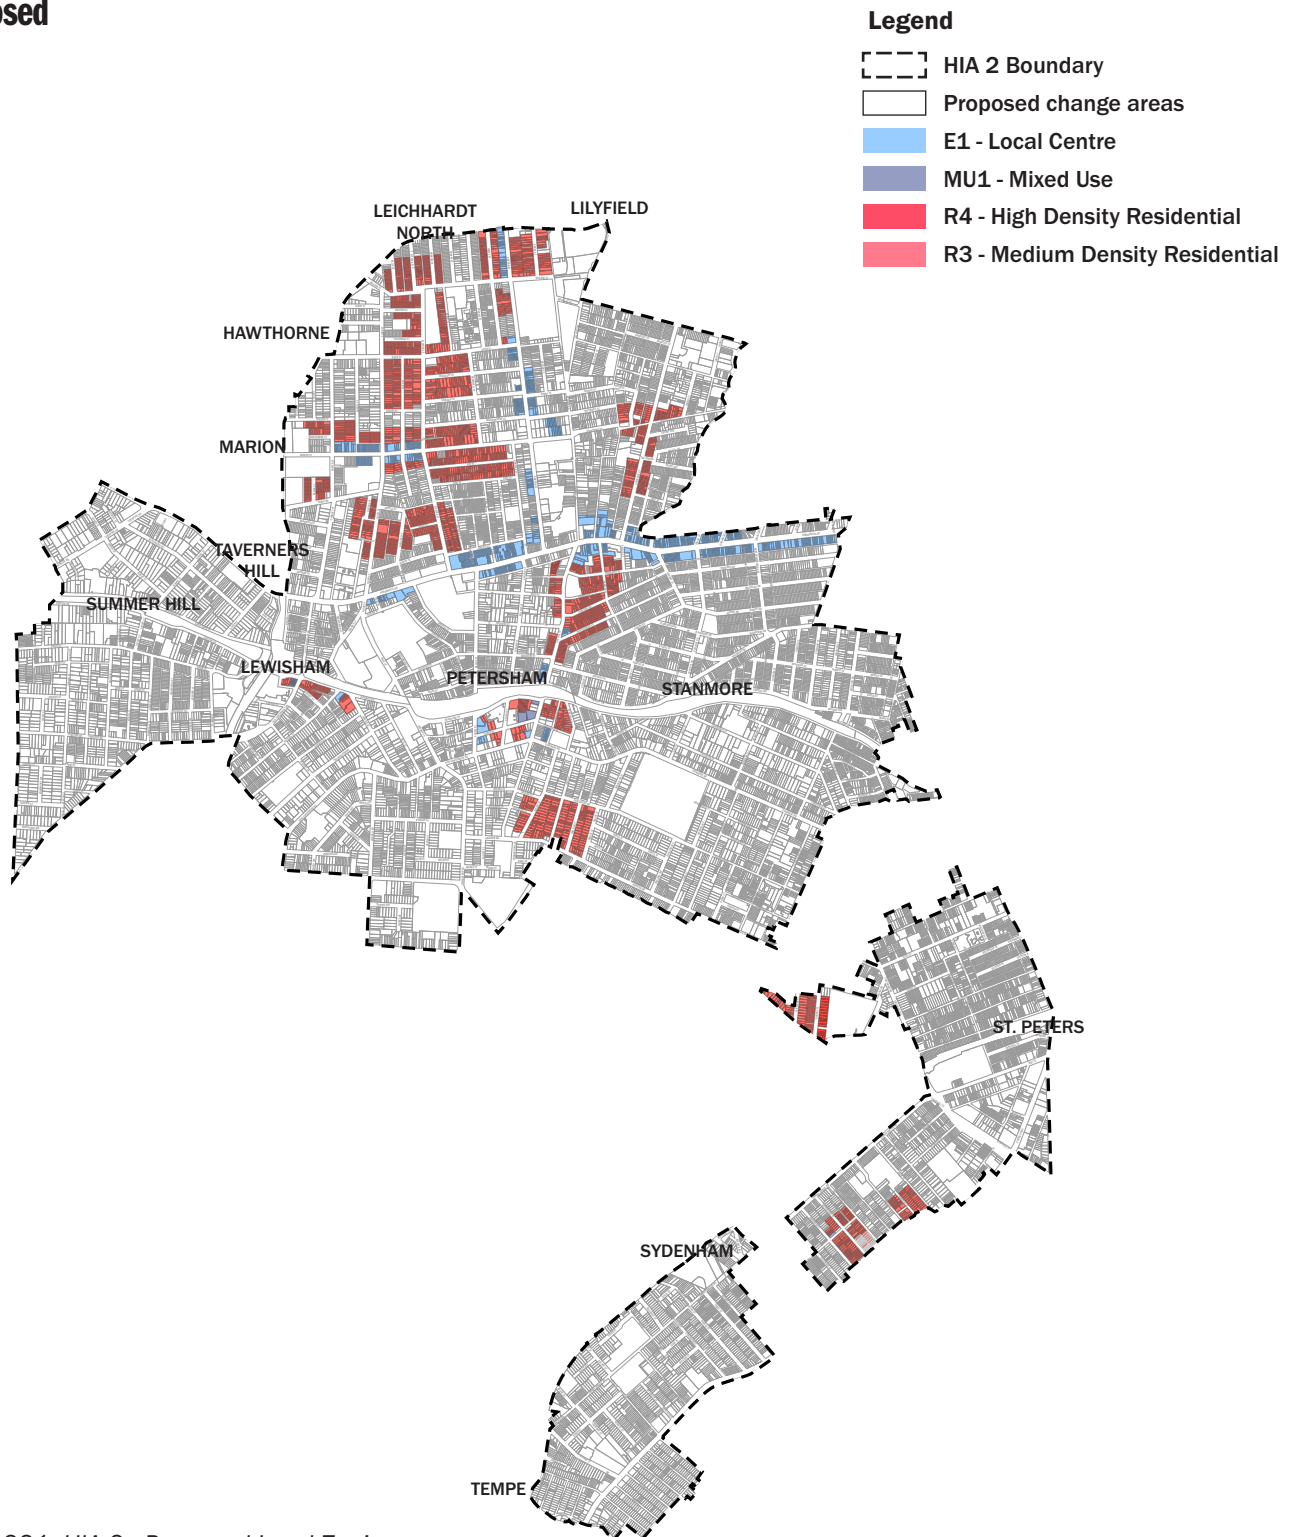 osed
Legend
HIA 2 Boundary
Proposed change areas
E1 - Local Centre
MU1 - Mixed Use
R4 - High Density Residential
R3 - Medium Density Residential
LEICHHARDT
NORTH
LILYFIELD
HAWTHORNE
MARION
TAVERNERS
HILL
SUMMER HILL
LEWISHAM
PETERSHAM
STANMORE
ST. PETERS
SYDENHAM
TEMPE